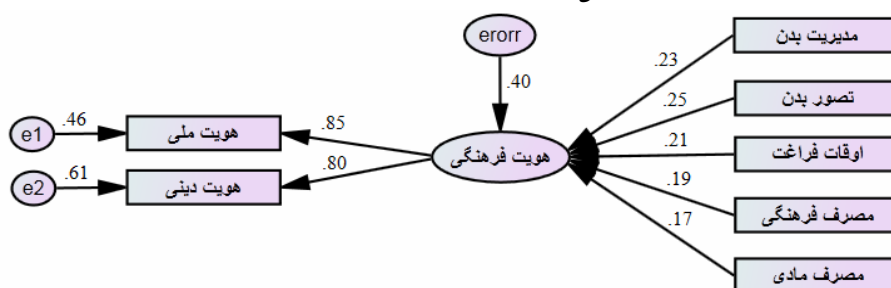 erorr
.40
مدیریت بدن
.23
تصور بدن
.25
اوقات فراغت
.21
مصرف فرهنگی
.19
مصرف مادی
.17
هویت فرهنگی
.85
.80
هویت ملی
هویت دینی
e1
.46
e2
.61